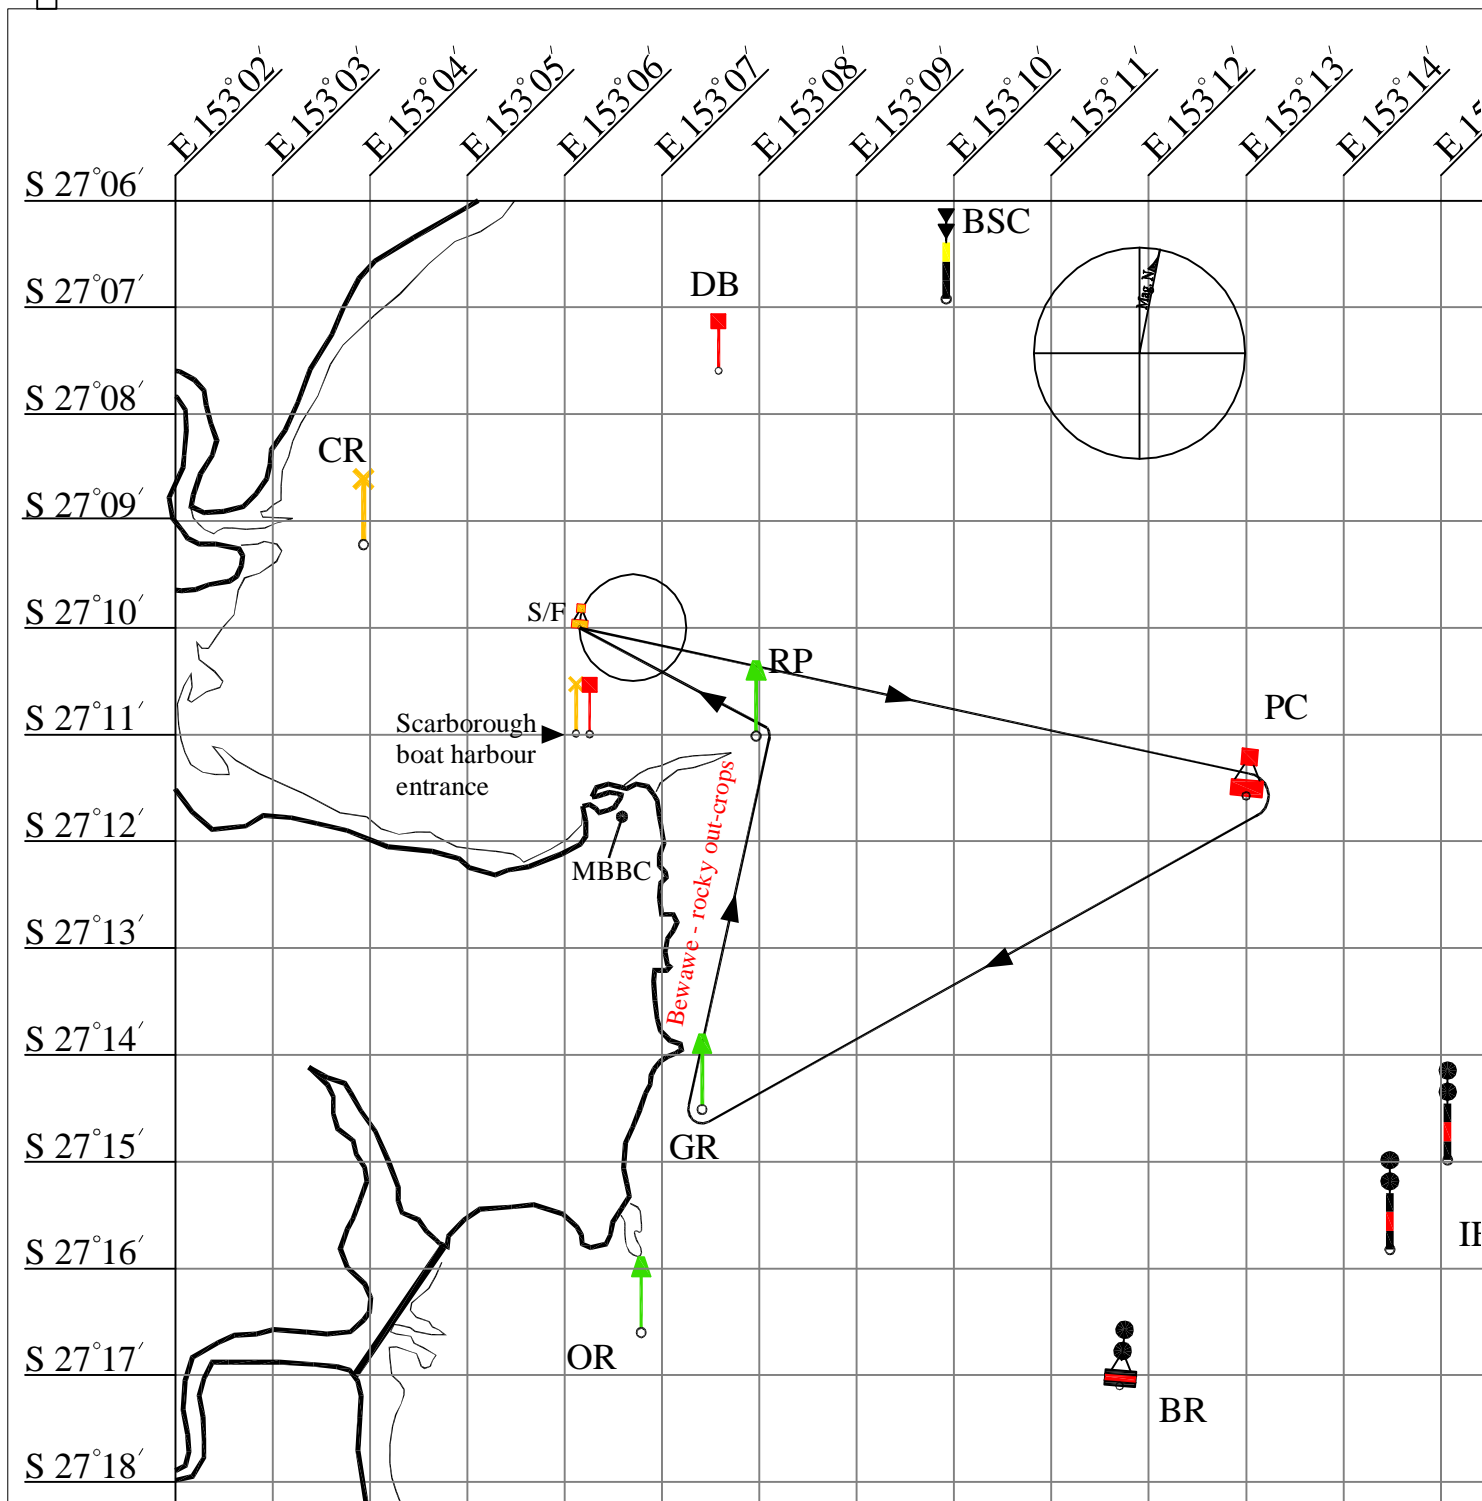 E 153°02′
E 153°03′
E 153°04′
E 153°05′
E 153°06′
E 153°07′
E 153°08′
E 153°09′
E 153°10′
E 153°11′
E 153°12′
E 153°13′
E 153°14′
S 27°06′
BSC
Mag. N
DB
S 27°07′
S 27°08′
CR
S 27°09′
S 27°10′
S/F
RP
PC
S 27°11′
Scarborough
boat harbour
entrance
Bewawe - rocky out-crops
S 27°12′
MBBC
S 27°13′
S 27°14′
GR
S 27°15′
S 27°16′
OR
S 27°17′
BR
S 27°18′